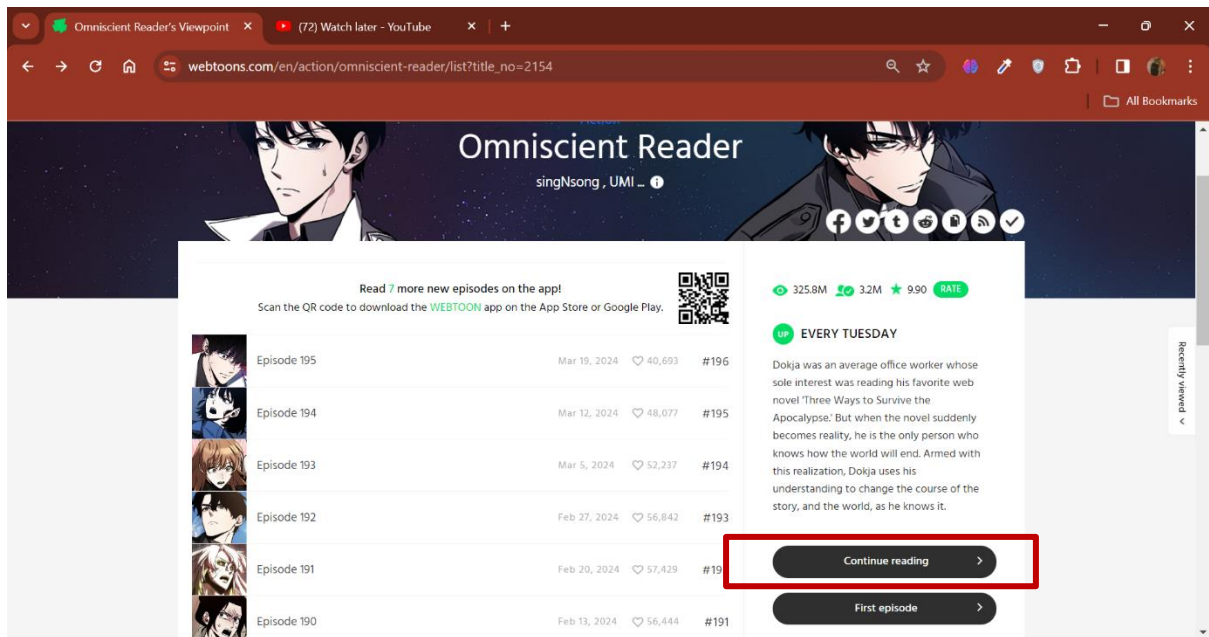 Omniscient Reader's Viewpoint
(72) Watch later - YouTube
webtoons.com/en/action/omniscient-reader/list?title_no=2154
All Bookmarks
Action
Omniscient Reader
singNsong , UMI ...
Read 7 more new episodes on the app!
Scan the QR code to download the WEBTOON app on the App Store or Google Play.
Episode 195 Mar 19, 2024 40,693 #196
Episode 194 Mar 12, 2024 48,077 #195
Episode 193 Mar 5, 2024 52,237 #194
Episode 192 Feb 27, 2024 56,842 #193
Episode 191 Feb 20, 2024 57,429 #19
Episode 190 Feb 13, 2024 56,444 #191
325.8M 3.2M 9.90 RATE
UP EVERY TUESDAY
Dokja was an average office worker whose
sole interest was reading his favorite web
novel 'Three Ways to Survive the
Apocalypse.' But when the novel suddenly
becomes reality, he is the only person who
knows how the world will end. Armed with
this realization, Dokja uses his
understanding to change the course of the
story, and the world, as he knows it.
Continue reading
First episode
Recently viewed